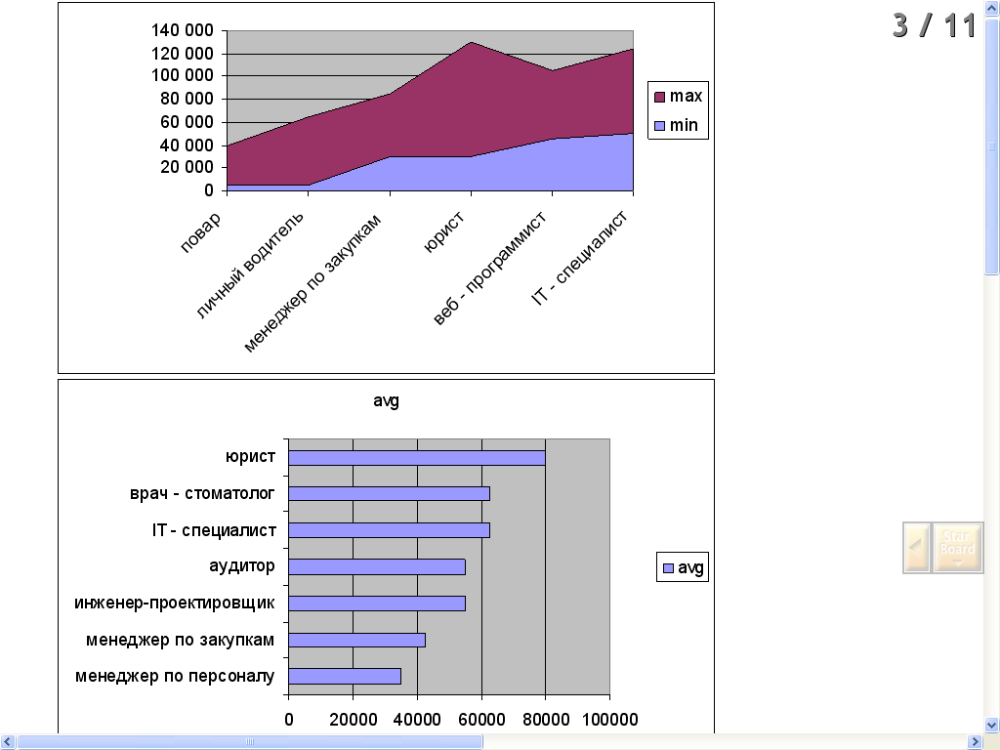 3 / 11
140 000
120 000
100 000
80 000
60 000
40 000
20 000
0
max
min
повар
личный водитель
менеджер по закупкам
юрист
веб - программист
IT - специалист
avg
юрист
врач - стоматолог
IT - специалист
аудитор
инженер-проектировщик
менеджер по закупкам
менеджер по персоналу
avg
0 20000 40000 60000 80000 100000
Star
Board